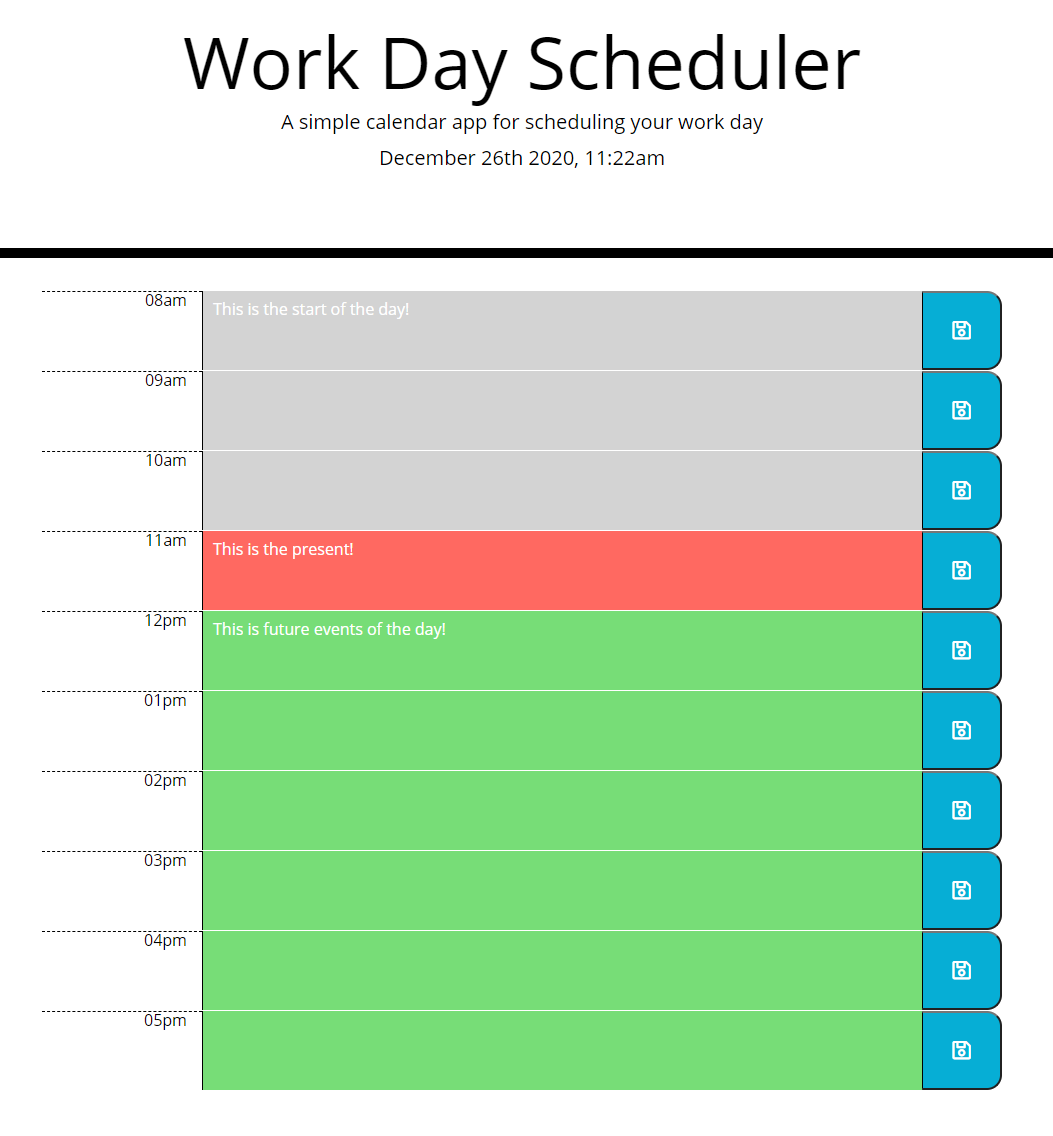 Work Day Scheduler
A simple calendar app for scheduling your work day
December 26th 2020, 11:22am
08am
This is the start of the day!
09am
10am
11am
This is the present!
12pm
This is future events of the day!
01pm
02pm
03pm
04pm
05pm